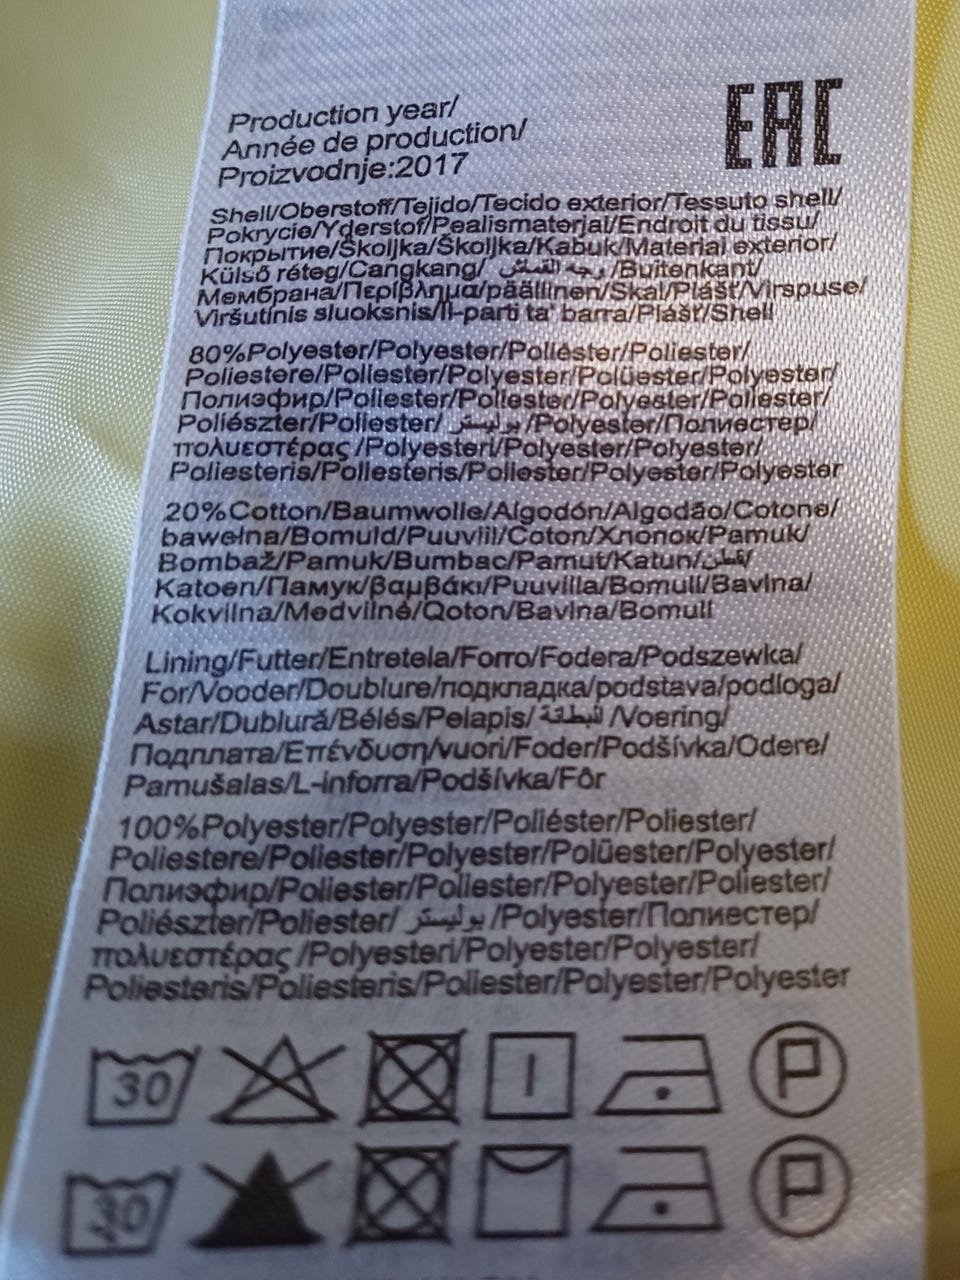 EAC
Production year/
Année de production/
Proizvodnje:2017
Shell/Oberstoff/Tejido/Tecido exterior/Tessuto shell/
Pokrycie/Yderstof/Pealismaterjal/Endroit du tissu/
Покрытие/Školjka/Školjka/Kabuk/Material exterior/
Külső réteg/Cangkang/ وجه القماش /Buitenkant/
Мембрана/Περίβλημα/päällinen/Skal/Plášť/Virspuse/
Viršutinis sluoksnis/Il-parti ta' barra/Plášť/Shell
80%Polyester/Polyester/Poliéster/Poliester/
Poliestere/Poliester/Polyester/Polüester/Polyester/
Полиэфир/Poliester/Poliester/Polyester/Poliester/
Poliészter/Poliester/ بوليستر /Polyester/Полиестер/
πολυεστέρας /Polyesteri/Polyester/Polyester/
Poliesteris/Poliesteris/Poliester/Polyester/Polyester
20%Cotton/Baumwolle/Algodón/Algodão/Cotone/
bawełna/Bomuld/Puuvill/Coton/Хлопок/Pamuk/
Bombaž/Pamuk/Bumbac/Pamut/Katun/قطن/
Katoen/Памук/βαμβάκι/Puuvilla/Bomull/Bavlna/
Kokvilna/Medvilnė/Qoton/Bavlna/Bomull
Lining/Futter/Entretela/Forro/Fodera/Podszewka/
For/Vooder/Doublure/подкладка/podstava/podloga/
Astar/Dublură/Bélés/Pelapis/ للبطانة /Voering/
Подплата/Επένδυση/vuori/Foder/Podšívka/Odere/
Pamušalas/L-inforra/Podšívka/Fôr
100%Polyester/Polyester/Poliéster/Poliester/
Poliestere/Poliester/Polyester/Polüester/Polyester/
Полиэфир/Poliester/Poliester/Polyester/Poliester/
Poliészter/Poliester/ بوليستر /Polyester/Полиестер/
πολυεστέρας /Polyesteri/Polyester/Polyester/
Poliesteris/Poliesteris/Poliester/Polyester/Polyester
30 P
30 P